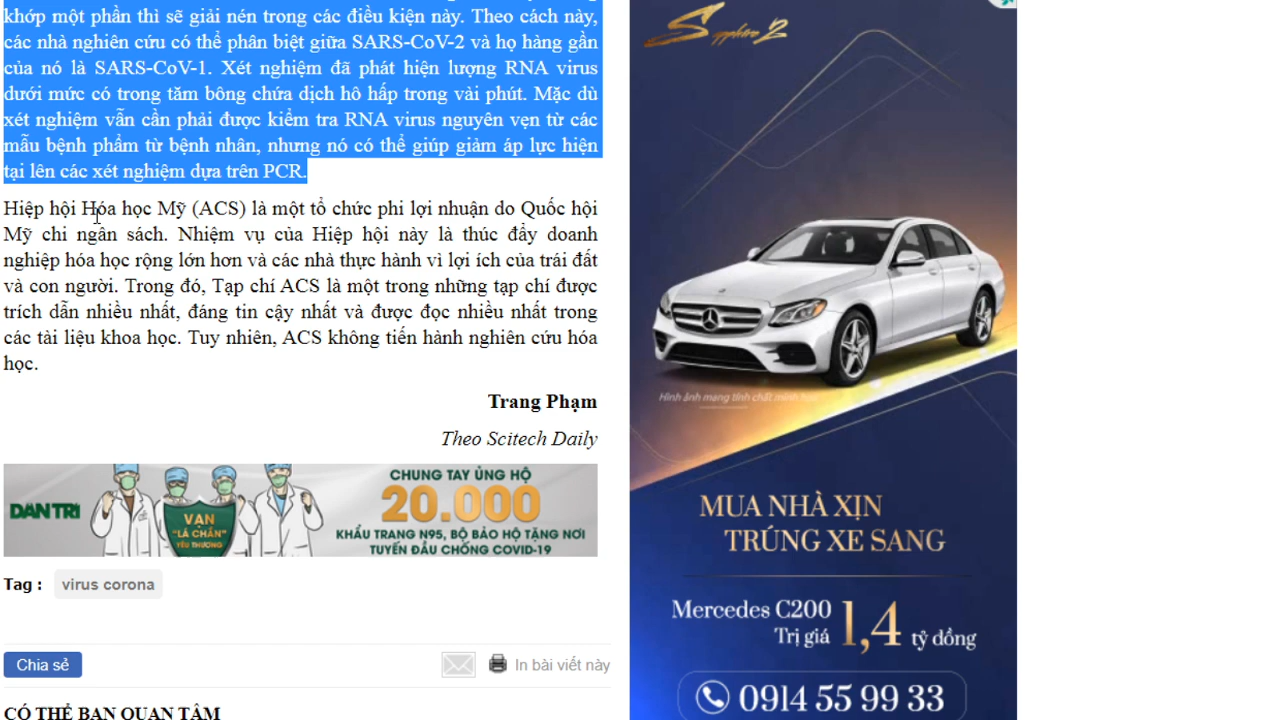 khớp một phần thì sẽ giải nén trong các điều kiện này. Theo cách này,
các nhà nghiên cứu có thể phân biệt giữa SARS-CoV-2 và họ hàng gần
của nó là SARS-CoV-1. Xét nghiệm đã phát hiện lượng RNA virus
dưới mức có trong tăm bông chứa dịch hô hấp trong vài phút. Mặc dù
xét nghiệm vẫn cần phải được kiểm tra RNA virus nguyên vẹn từ các
mẫu bệnh phẩm từ bệnh nhân, nhưng nó có thể giúp giảm áp lực hiện
tại lên các xét nghiệm dựa trên PCR.
Hiệp hội Hóa học Mỹ (ACS) là một tổ chức phi lợi nhuận do Quốc hội
Mỹ chi ngân sách. Nhiệm vụ của Hiệp hội này là thúc đẩy doanh
nghiệp hóa học rộng lớn hơn và các nhà thực hành vì lợi ích của trái đất
và con người. Trong đó, Tạp chí ACS là một trong những tạp chí được
trích dẫn nhiều nhất, đáng tin cậy nhất và được đọc nhiều nhất trong
các tài liệu khoa học. Tuy nhiên, ACS không tiến hành nghiên cứu hóa
học.
Trang Phạm
Theo Scitech Daily
DANTRI
VẠN
"LÁ CHẮN"
YÊU THƯƠNG
CHUNG TAY ỦNG HỘ
20.000
KHẨU TRANG N95, BỘ BẢO HỘ TẶNG NƠI
TUYẾN ĐẦU CHỐNG COVID-19
Tag : virus corona
Chia sẻ
In bài viết này
CÓ THỂ BẠN QUAN TÂM
Sapphire 2
Hình ảnh mang tính chất minh họa
MUA NHÀ XỊN
TRÚNG XE SANG
Mercedes C200
Trị giá 1,4 tỷ đồng
0914 55 99 33